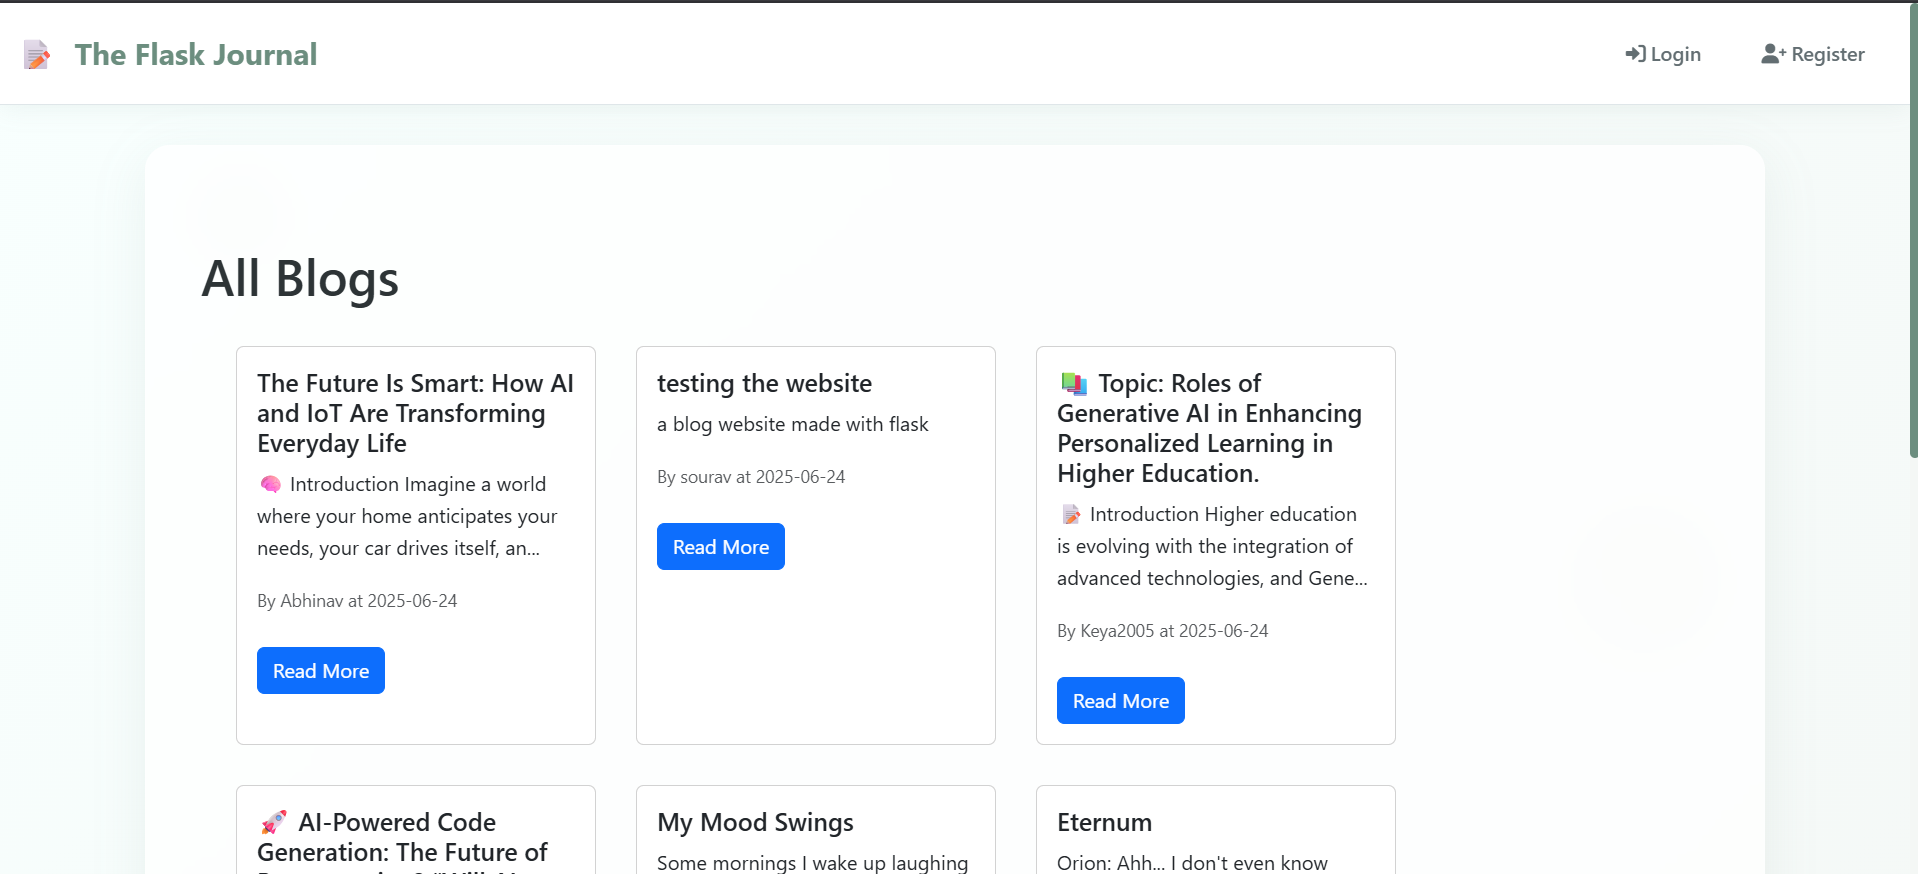 The Flask Journal
Login
Register
All Blogs
The Future Is Smart: How AI
and IoT Are Transforming
Everyday Life
🧠 Introduction Imagine a world
where your home anticipates your
needs, your car drives itself, an...
By Abhinav at 2025-06-24
Read More
testing the website
a blog website made with flask
By sourav at 2025-06-24
Read More
📚 Topic: Roles of
Generative AI in Enhancing
Personalized Learning in
Higher Education.
📝 Introduction Higher education
is evolving with the integration of
advanced technologies, and Gene...
By Keya2005 at 2025-06-24
Read More
🚀 AI-Powered Code
Generation: The Future of
My Mood Swings
Some mornings I wake up laughing
Eternum
Orion: Ahh... I don't even know